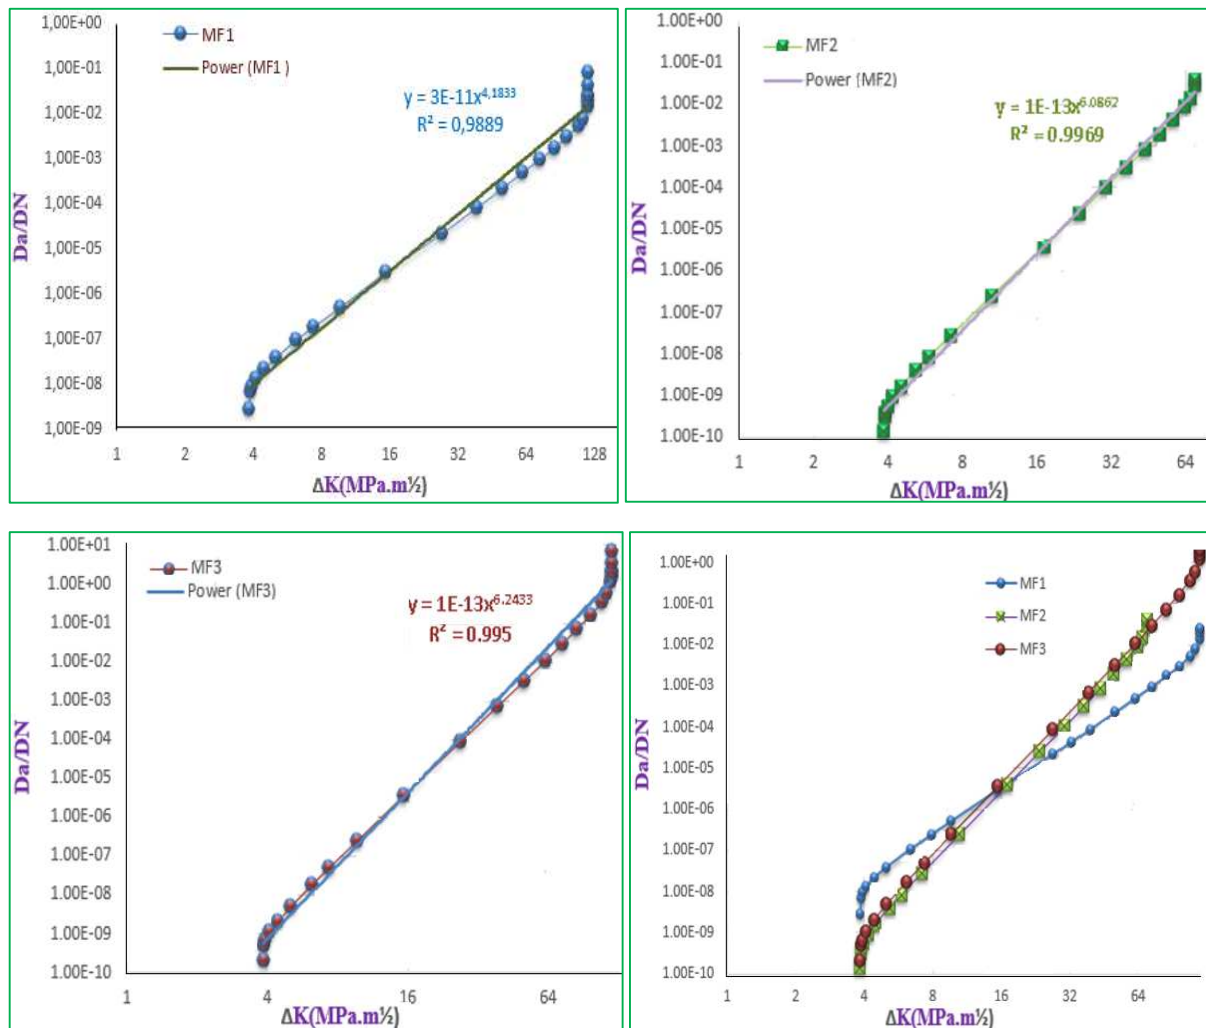 1,00E+00
1,00E-01
1,00E-02
1,00E-03
1,00E-04
1,00E-05
1,00E-06
1,00E-07
1,00E-08
1,00E-09
Da/DN
MF1
Power (MF1 )
y = 3E-11x^4,1833
R² = 0,9889
1 2 4 8 16 32 64 128
ΔK(MPa.m½)
1.00E+00
1.00E-01
1.00E-02
1.00E-03
1.00E-04
1.00E-05
1.00E-06
1.00E-07
1.00E-08
1.00E-09
1.00E-10
Da/DN
MF2
Power (MF2)
y = 1E-13x^6.0862
R² = 0.9969
1 2 4 8 16 32 64
ΔK(MPa.m½)
1.00E+01
1.00E+00
1.00E-01
1.00E-02
1.00E-03
1.00E-04
1.00E-05
1.00E-06
1.00E-07
1.00E-08
1.00E-09
1.00E-10
Da/DN
MF3
Power (MF3)
y = 1E-13x^6.2433
R² = 0.995
1 4 16 64
ΔK(MPa.m½)
1.00E+00
1.00E-01
1.00E-02
1.00E-03
1.00E-04
1.00E-05
1.00E-06
1.00E-07
1.00E-08
1.00E-09
1.00E-10
Da/DN
MF1
MF2
MF3
1 2 4 8 16 32 64
ΔK(MPa.m½)